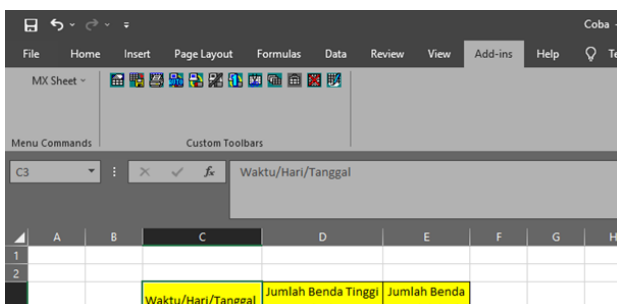 Coba -
File Home Insert Page Layout Formulas Data Review View Add-ins Help
MX Sheet
Menu Commands Custom Toolbars
C3 fx Waktu/Hari/Tanggal
A B C D E F G H
1
2
Waktu/Hari/Tanggal Jumlah Benda Tinggi Jumlah Benda